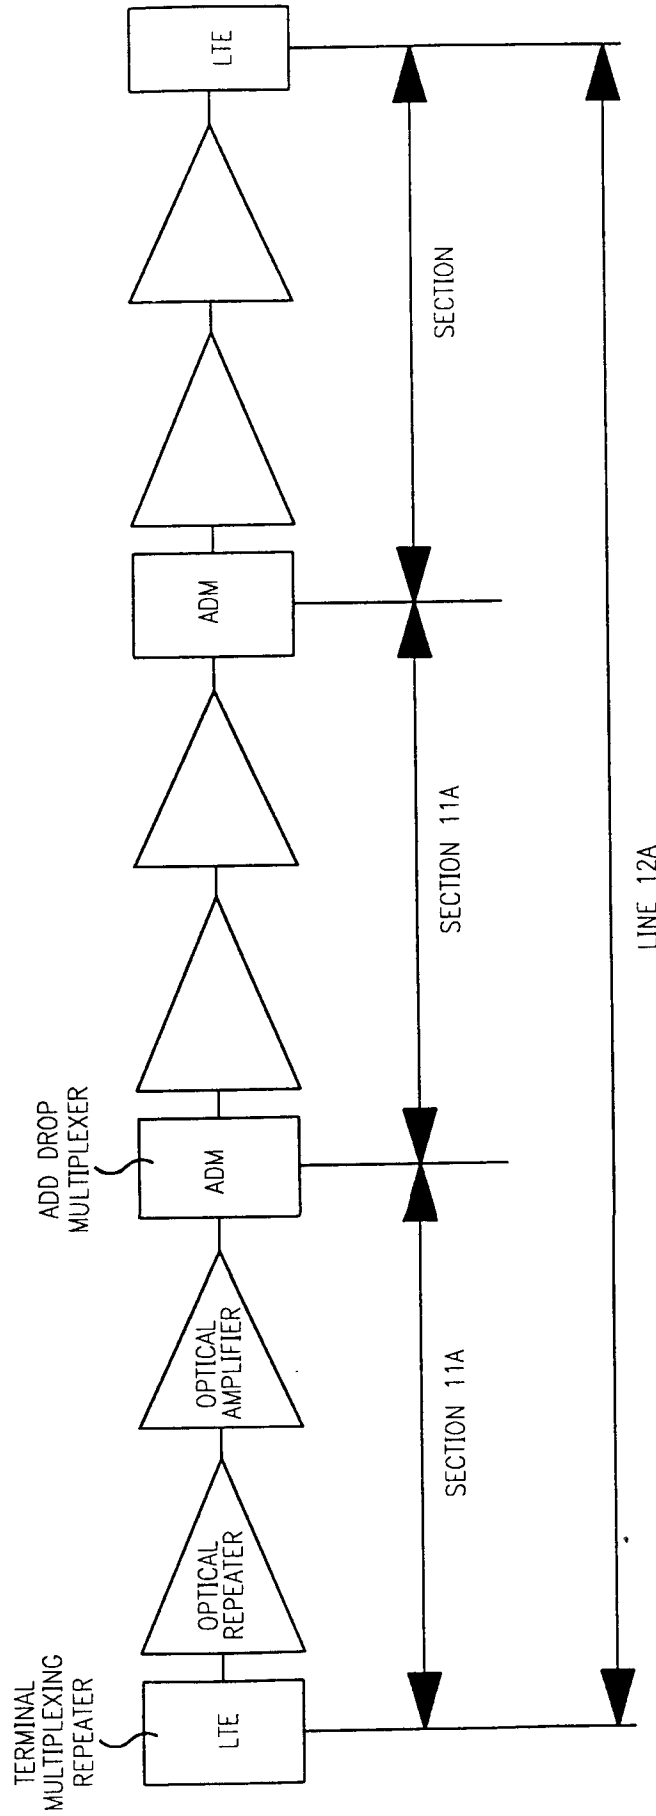 TERMINAL
MULTIPLEXING
REPEATER
LTE
OPTICAL
REPEATER
OPTICAL
AMPLIFIER
ADD DROP
MULTIPLEXER
ADM
ADM
LTE
SECTION 11A
SECTION 11A
SECTION
LINE 12A